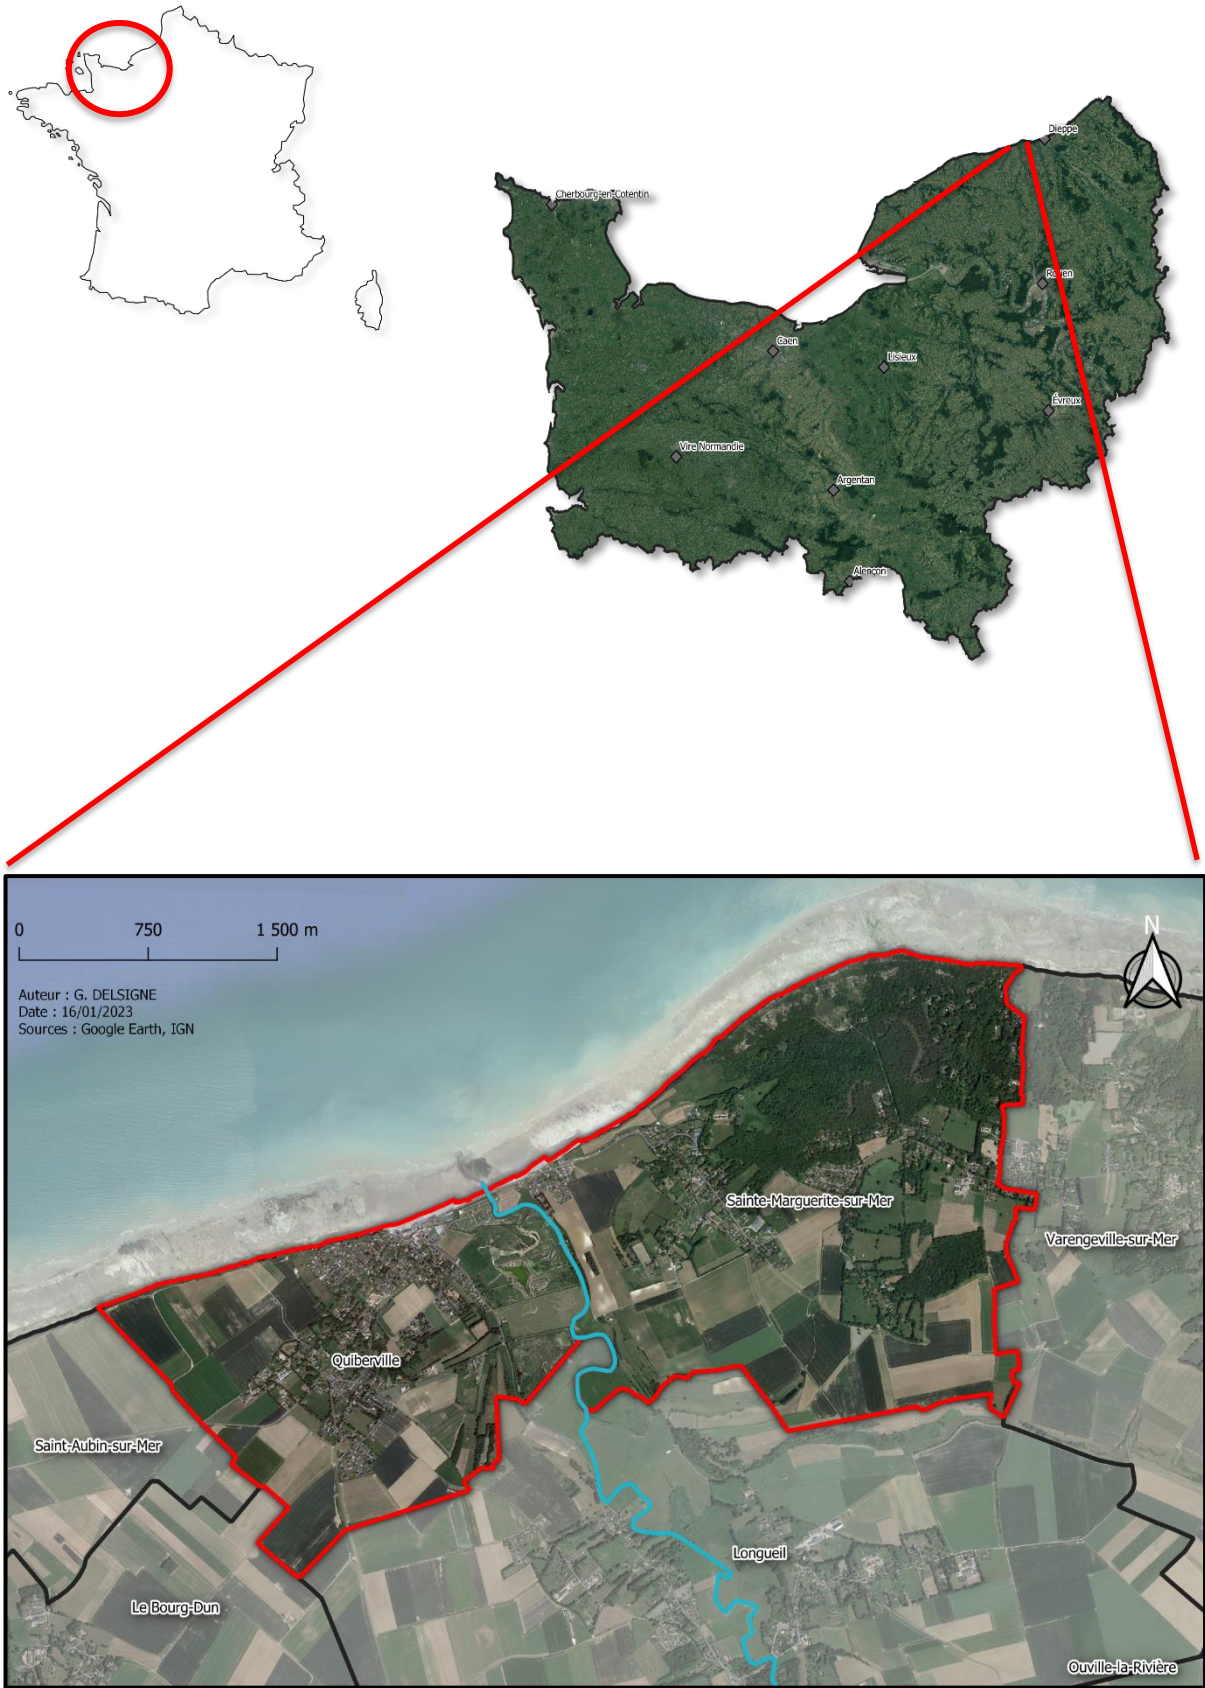 Dieppe
Cherbourg-en-Cotentin
Rouen
Caen
Lisieux
Évreux
Vire Normandie
Argentan
Alençon
0 750 1 500 m
N
Auteur : G. DELSIGNE
Date : 16/01/2023
Sources : Google Earth, IGN
Sainte-Marguerite-sur-Mer
Varengeville-sur-Mer
Quiberville
Saint-Aubin-sur-Mer
Longueil
Le Bourg-Dun
Ouville-la-Rivière